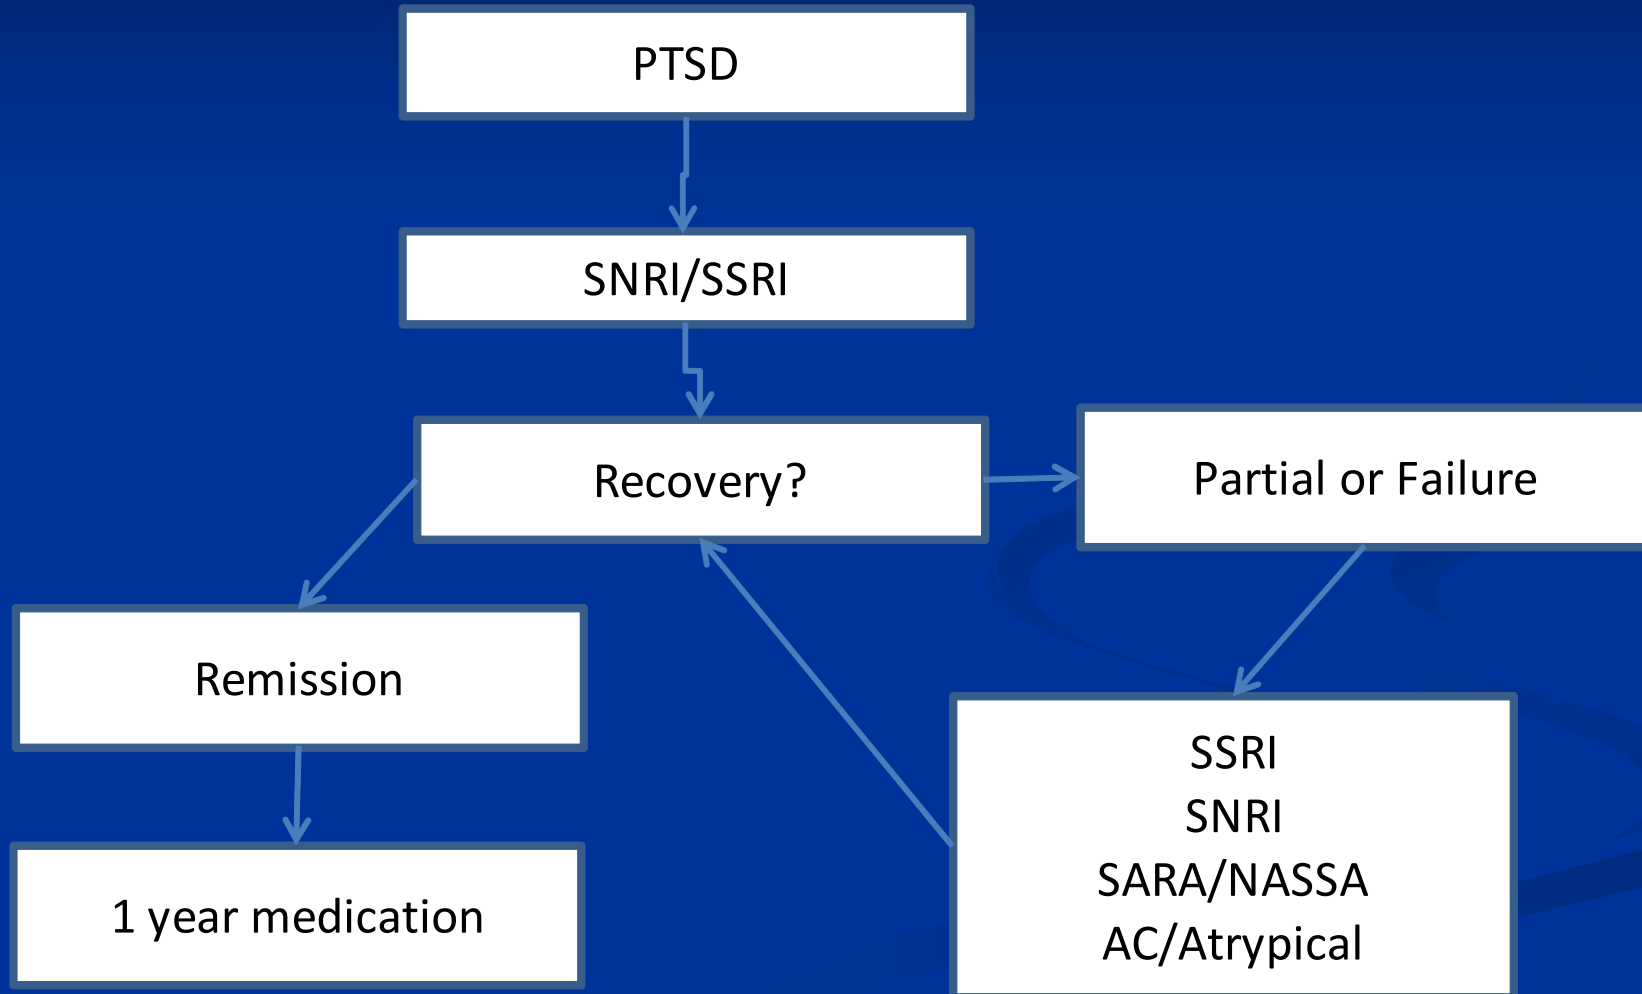 PTSD
SNRI/SSRI
Recovery?
Partial or Failure
Remission
SSRI
SNRI
SARA/NASSA
AC/Atrypical
1 year medication